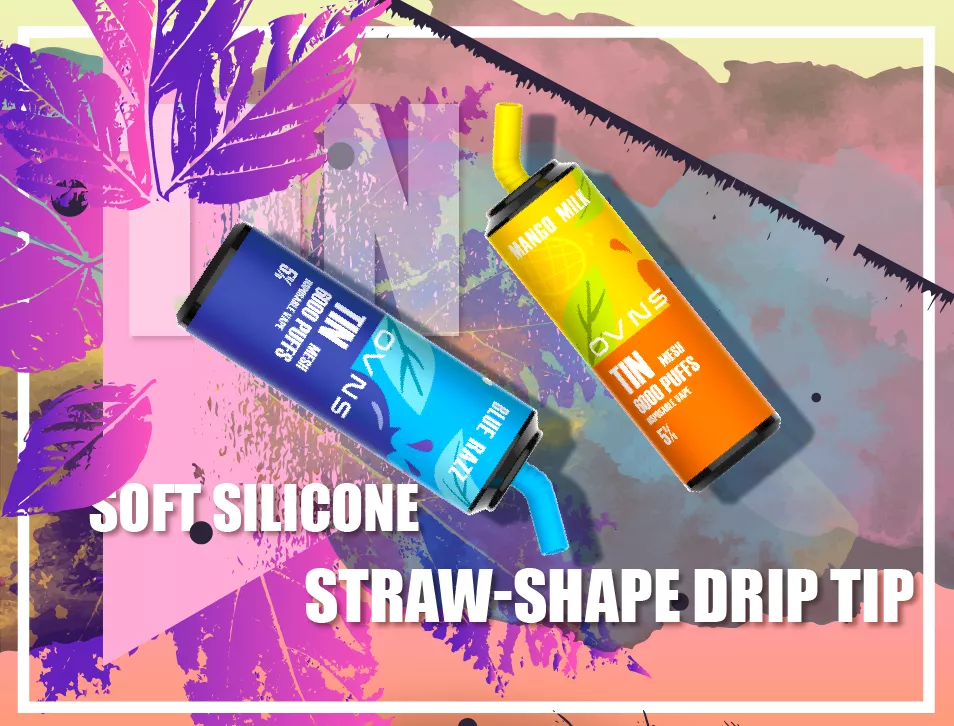 MANGO MILK
OVNS
TIN MESH
6000 PUFFS
DISPOSABLE VAPE
5%
BLUE RAZZ
OVNS
TIN MESH
6000 PUFFS
DISPOSABLE VAPE
5%
SOFT SILICONE
STRAW-SHAPE DRIP TIP